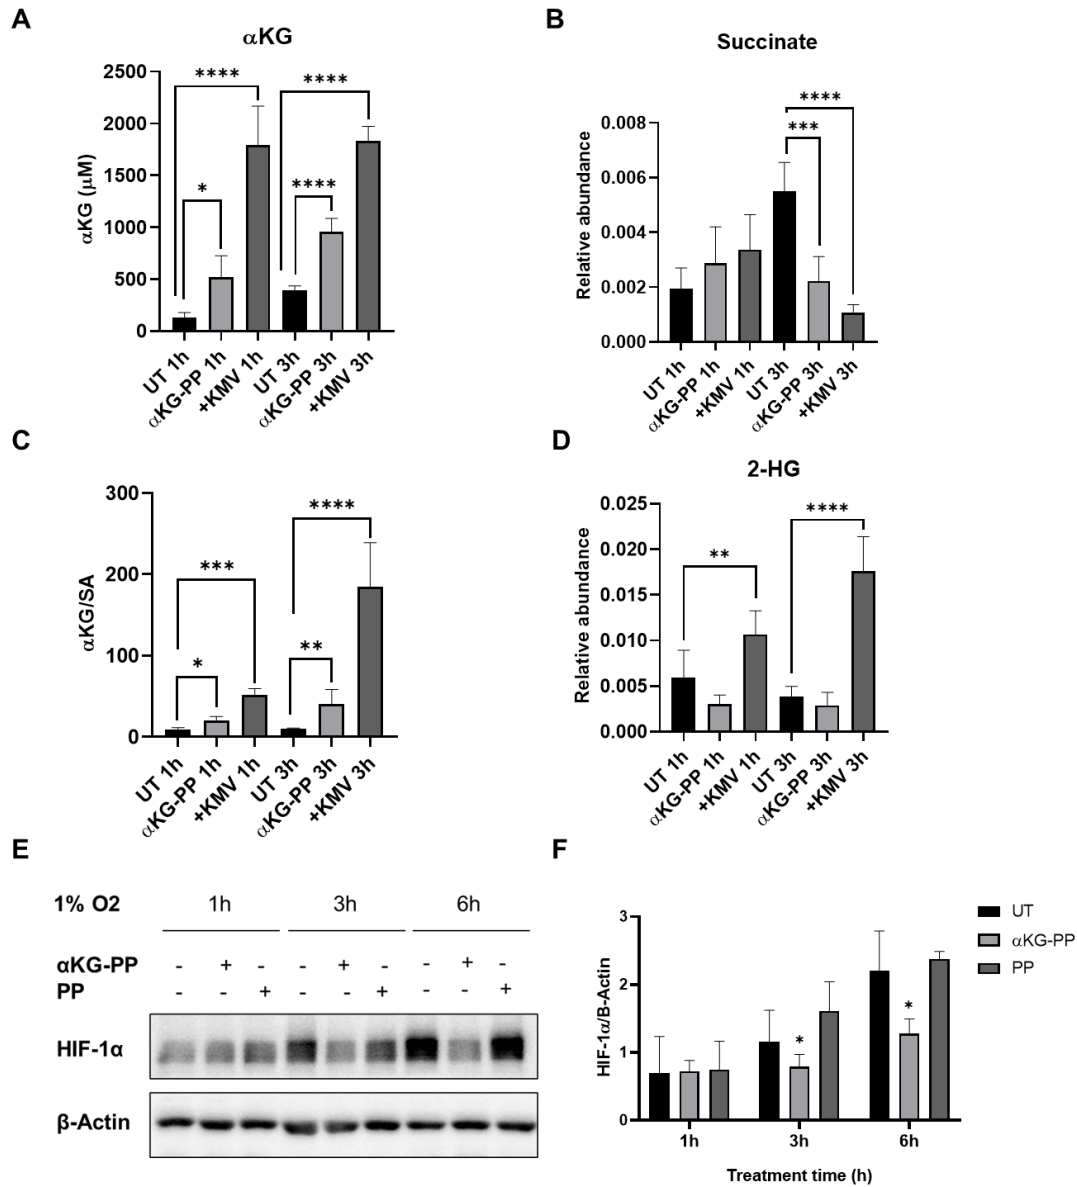 A
αKG
αKG (μM)
2500
2000
1500
1000
500
0
****
****
*
****
UT 1h
αKG-PP 1h
+KMV 1h
UT 3h
αKG-PP 3h
+KMV 3h
B
Succinate
Relative abundance
0.008
0.006
0.004
0.002
0.000
****
***
UT 1h
αKG-PP 1h
+KMV 1h
UT 3h
αKG-PP 3h
+KMV 3h
C
αKG/SA
300
200
100
0
****
***
**
*
UT 1h
αKG-PP 1h
+KMV 1h
UT 3h
αKG-PP 3h
+KMV 3h
D
2-HG
Relative abundance
0.025
0.020
0.015
0.010
0.005
0.000
****
**
UT 1h
αKG-PP 1h
+KMV 1h
UT 3h
αKG-PP 3h
+KMV 3h
E
1% O2 1h 3h 6h
αKG-PP - + - - + - - + -
PP - - + - - + - - +
HIF-1α
β-Actin
F
HIF-1α/B-Actin
3
2
1
0
*
*
1h 3h 6h
Treatment time (h)
UT
αKG-PP
PP